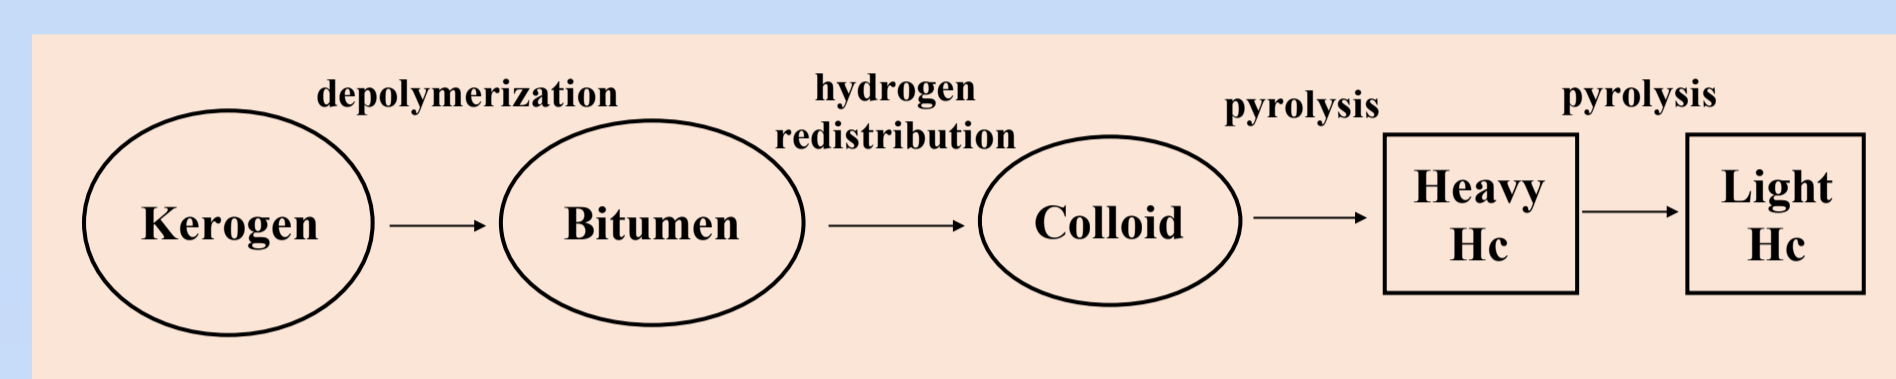 depolymerization
hydrogen
redistribution
pyrolysis
pyrolysis
Kerogen
Bitumen
Colloid
Heavy
Hc
Light
Hc